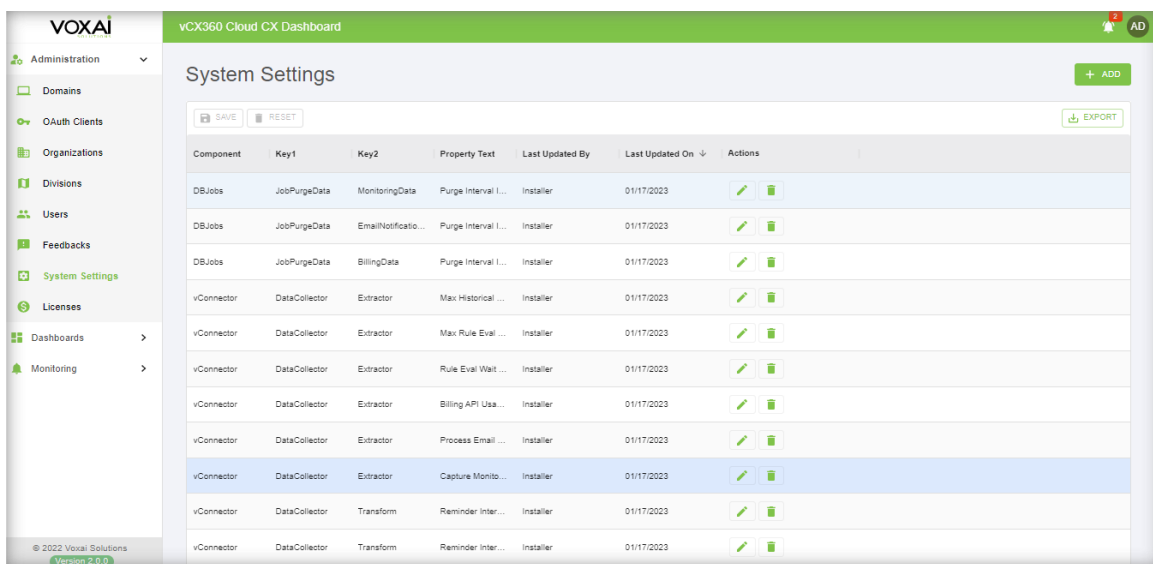 VOXAI
vCX360 Cloud CX Dashboard
2
AD
Administration
Domains
OAuth Clients
Organizations
Divisions
Users
Feedbacks
System Settings
Licenses
Dashboards
Monitoring
© 2022 Voxai Solutions
Version 2.0.0
System Settings
+ ADD
SAVE RESET EXPORT
Component Key1 Key2 Property Text Last Updated By Last Updated On Actions
DBJobs JobPurgeData MonitoringData Purge Interval I... Installer 01/17/2023
DBJobs JobPurgeData EmailNotificatio... Purge Interval I... Installer 01/17/2023
DBJobs JobPurgeData BillingData Purge Interval I... Installer 01/17/2023
vConnector DataCollector Extractor Max Historical ... Installer 01/17/2023
vConnector DataCollector Extractor Max Rule Eval ... Installer 01/17/2023
vConnector DataCollector Extractor Rule Eval Wait ... Installer 01/17/2023
vConnector DataCollector Extractor Billing API Usa... Installer 01/17/2023
vConnector DataCollector Extractor Process Email ... Installer 01/17/2023
vConnector DataCollector Extractor Capture Monito... Installer 01/17/2023
vConnector DataCollector Transform Reminder Inter... Installer 01/17/2023
vConnector DataCollector Transform Reminder Inter... Installer 01/17/2023